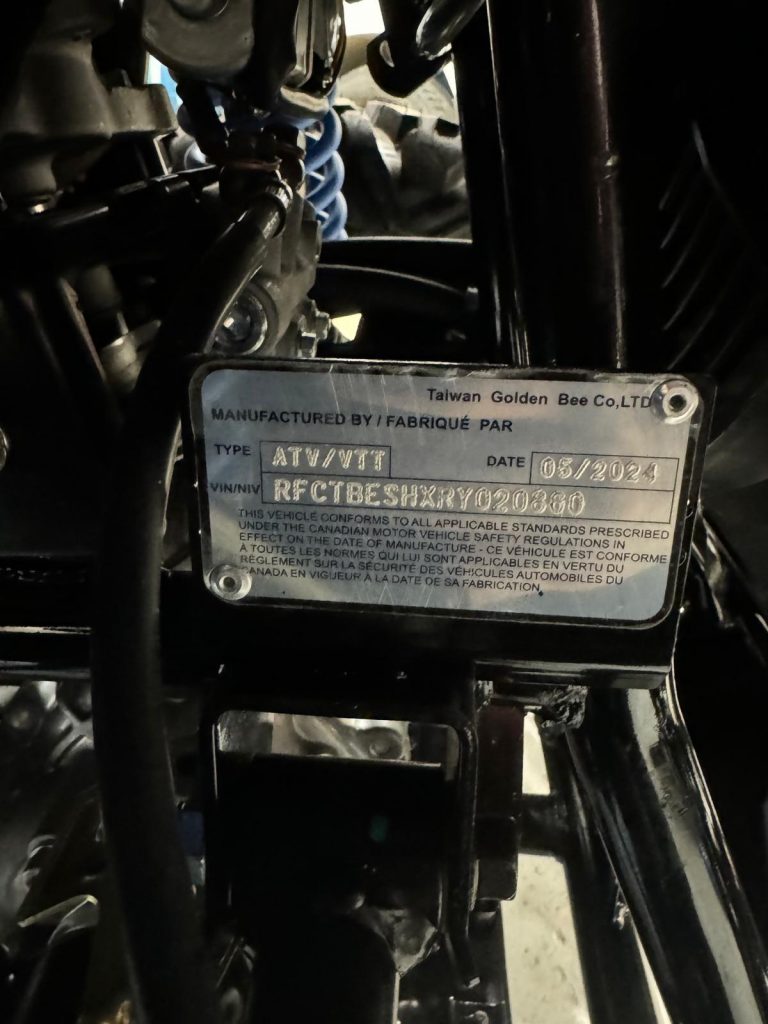 Taiwan Golden Bee Co,LTD
MANUFACTURED BY / FABRIQUÉ PAR
TYPE ATV/VTT DATE 05/2024
VIN/NIV RFCTBESHXRY020380
THIS VEHICLE CONFORMS TO ALL APPLICABLE STANDARDS PRESCRIBED
UNDER THE CANADIAN MOTOR VEHICLE SAFETY REGULATIONS IN
EFFECT ON THE DATE OF MANUFACTURE - CE VÉHICULE EST CONFORME
À TOUTES LES NORMES QUI LUI SONT APPLICABLES EN VERTU DU
RÈGLEMENT SUR LA SÉCURITÉ DES VÉHICULES AUTOMOBILES DU
CANADA EN VIGUEUR À LA DATE DE SA FABRICATION.